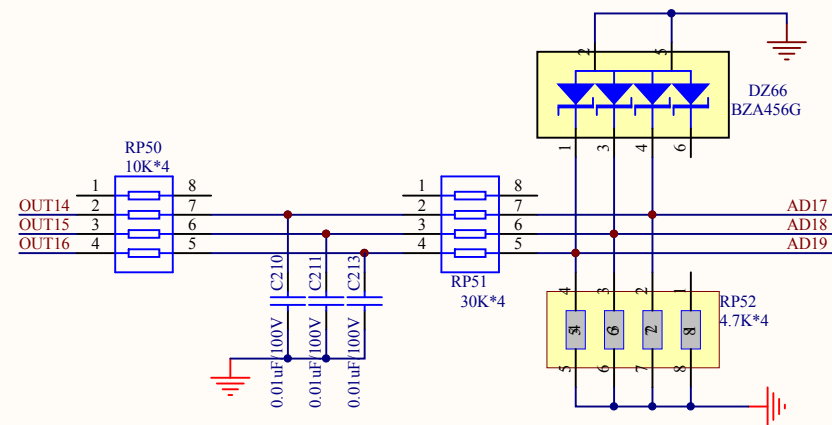 2 5
DZ66
BZA456G
RP50
10K*4
1 3 4 6
1 8 1 8
OUT14 2 7 2 7 AD17
OUT15 3 6 3 6 AD18
OUT16 4 5 4 5 AD19
C210 C211 C213
RP51
30K*4
4 3 2 1
RP52
4.7K*4
0.01uF/100V 0.01uF/100V 0.01uF/100V
5 6 7 8